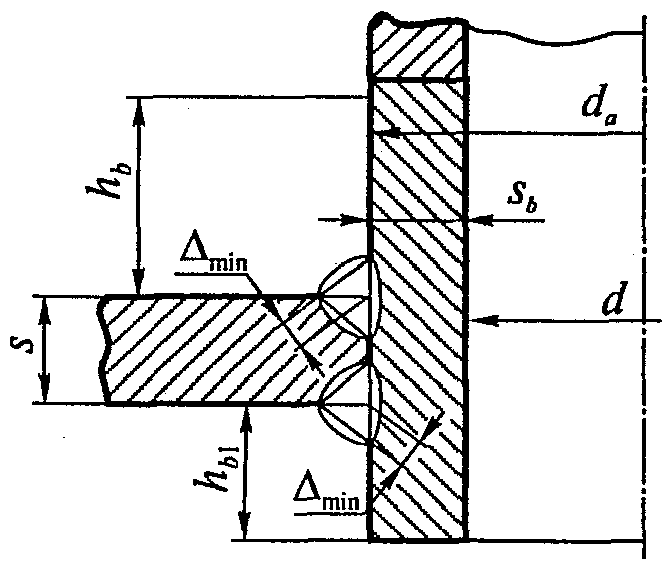 d_a
h_b
s_b
Δ_min
d
s
h_b1
Δ_min